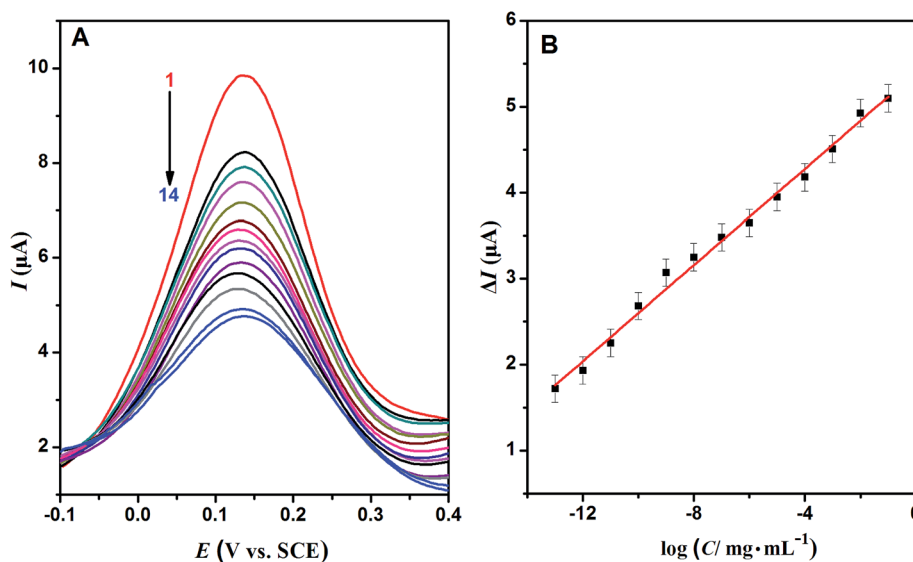 A
1
14
10
8
6
4
2
-0.1 0.0 0.1 0.2 0.3 0.4
I (μA)
E (V vs. SCE)
B
6
5
4
3
2
1
-12 -8 -4 0
ΔI (μA)
log (C/ mg·mL⁻¹)